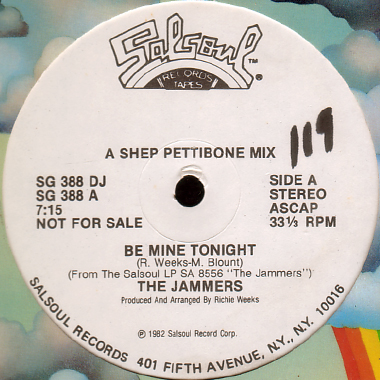 Salsoul
RECORDS
TAPES
™
119
A SHEP PETTIBONE MIX
SG 388 DJ
SG 388 A
7:15
NOT FOR SALE
SIDE A
STEREO
ASCAP
33⅓ RPM
BE MINE TONIGHT
(R. Weeks-M. Blount)
(From The Salsoul LP SA 8556 "The Jammers")
THE JAMMERS
Produced And Arranged By Richie Weeks
℗ 1982 Salsoul Record Corp.
SALSOUL RECORDS 401 FIFTH AVENUE, N.Y., N.Y. 10016